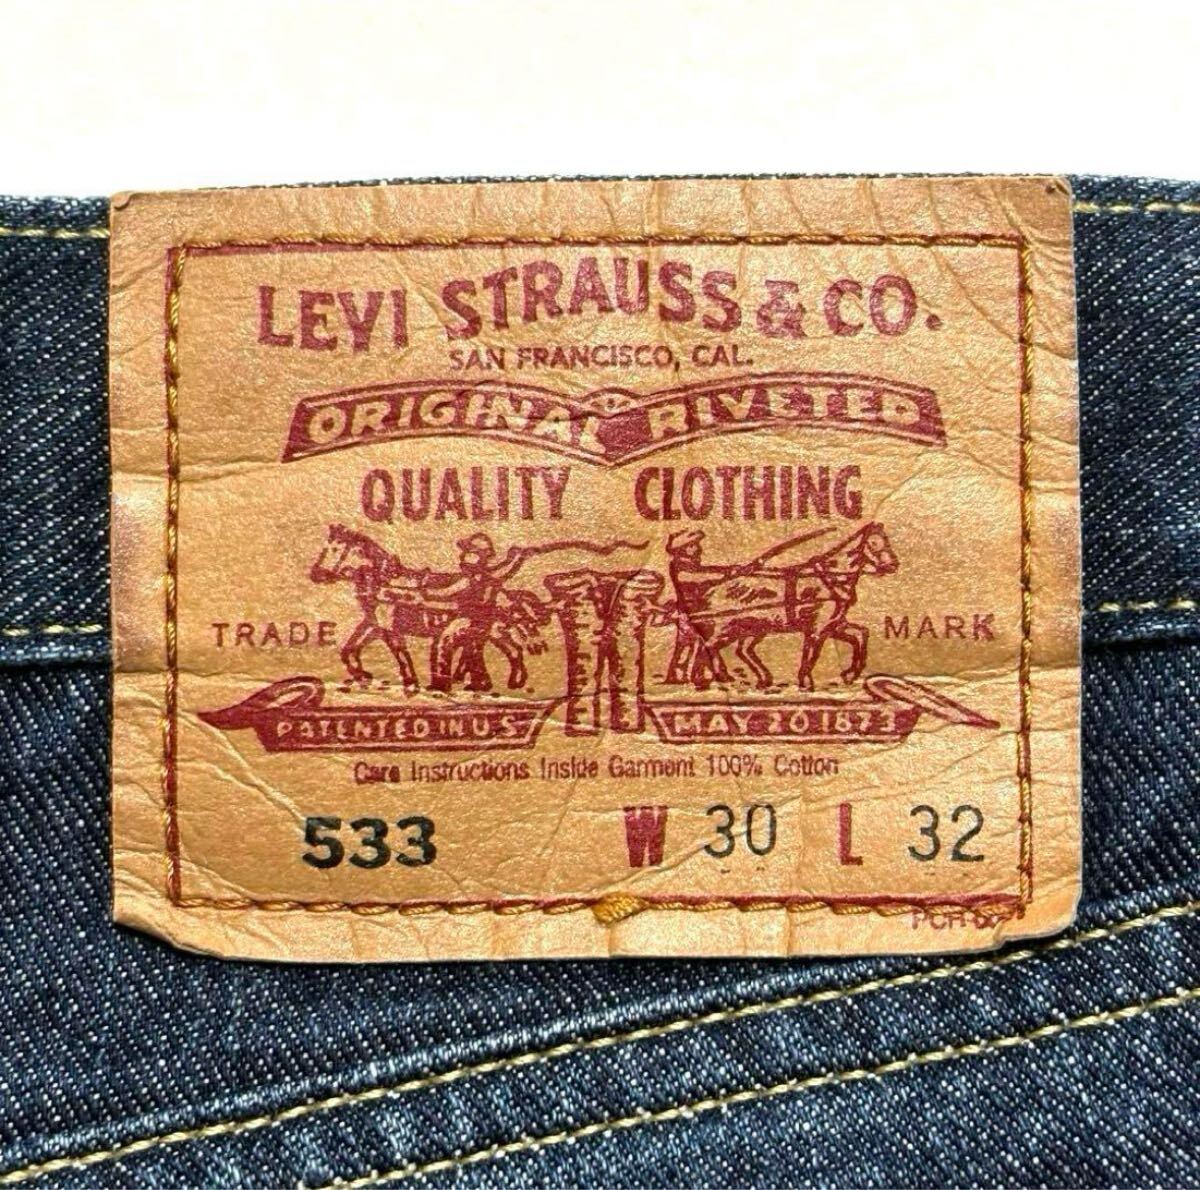 LEVI STRAUSS & CO.
SAN FRANCISCO, CAL.
ORIGINAL RIVETED
QUALITY CLOTHING
TRADE MARK
PATENTED IN U.S. MAY 20 1873
Care Instructions Inside Garment 100% Cotton
533 W 30 L 32